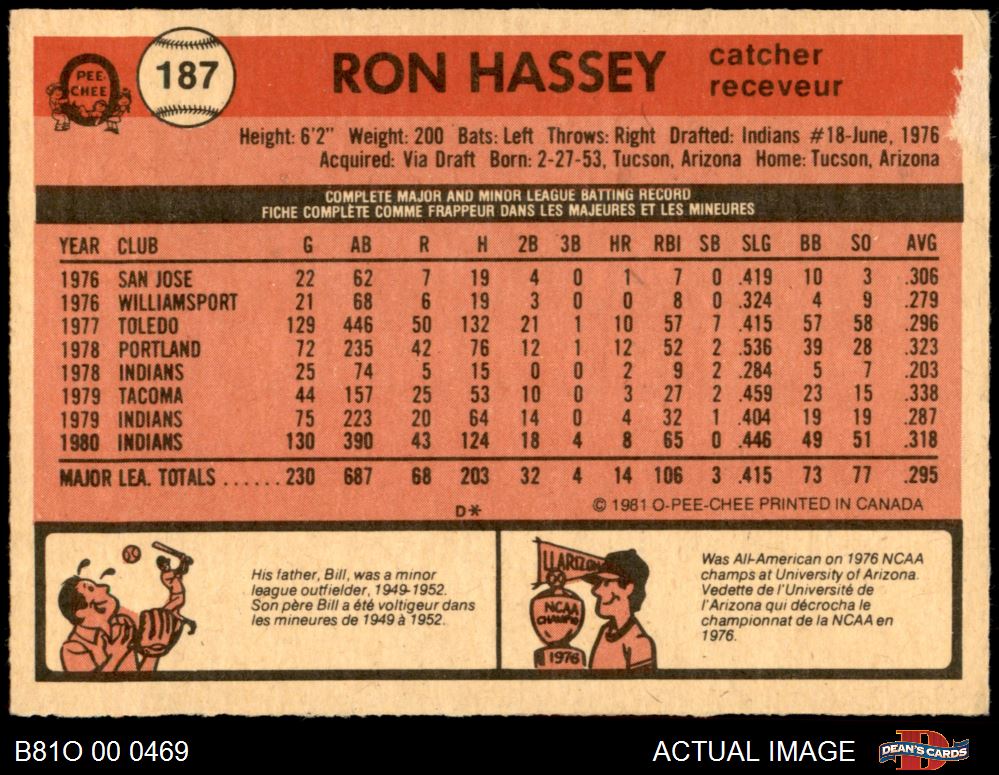 PEE-
CHEE
187
RON HASSEY
catcher
receveur
Height: 6'2" Weight: 200 Bats: Left Throws: Right Drafted: Indians #18-June, 1976
Acquired: Via Draft Born: 2-27-53, Tucson, Arizona Home: Tucson, Arizona
COMPLETE MAJOR AND MINOR LEAGUE BATTING RECORD
FICHE COMPLÈTE COMME FRAPPEUR DANS LES MAJEURES ET LES MINEURES
YEAR CLUB G AB R H 2B 3B HR RBI SB SLG BB SO AVG
1976 SAN JOSE 22 62 7 19 4 0 1 7 0 .419 10 3 .306
1976 WILLIAMSPORT 21 68 6 19 3 0 0 8 0 .324 4 9 .279
1977 TOLEDO 129 446 50 132 21 1 10 57 7 .415 57 58 .296
1978 PORTLAND 72 235 42 76 12 1 12 52 2 .536 39 28 .323
1978 INDIANS 25 74 5 15 0 0 2 9 2 .284 5 7 .203
1979 TACOMA 44 157 25 53 10 0 3 27 2 .459 23 15 .338
1979 INDIANS 75 223 20 64 14 0 4 32 1 .404 19 19 .287
1980 INDIANS 130 390 43 124 18 4 8 65 0 .446 49 51 .318
MAJOR LEA. TOTALS ...... 230 687 68 203 32 4 14 106 3 .415 73 77 .295
D*
© 1981 O-PEE-CHEE PRINTED IN CANADA
His father, Bill, was a minor
league outfielder, 1949-1952.
Son père Bill a été voltigeur dans
les mineures de 1949 à 1952.
LL ARIZON
NCAA
CHAMPS
1976
Was All-American on 1976 NCAA
champs at University of Arizona.
Vedette de l'Université de
l'Arizona qui décrocha le
championnat de la NCAA en
1976.
B81O 00 0469
ACTUAL IMAGE
D
DEAN'S CARDS